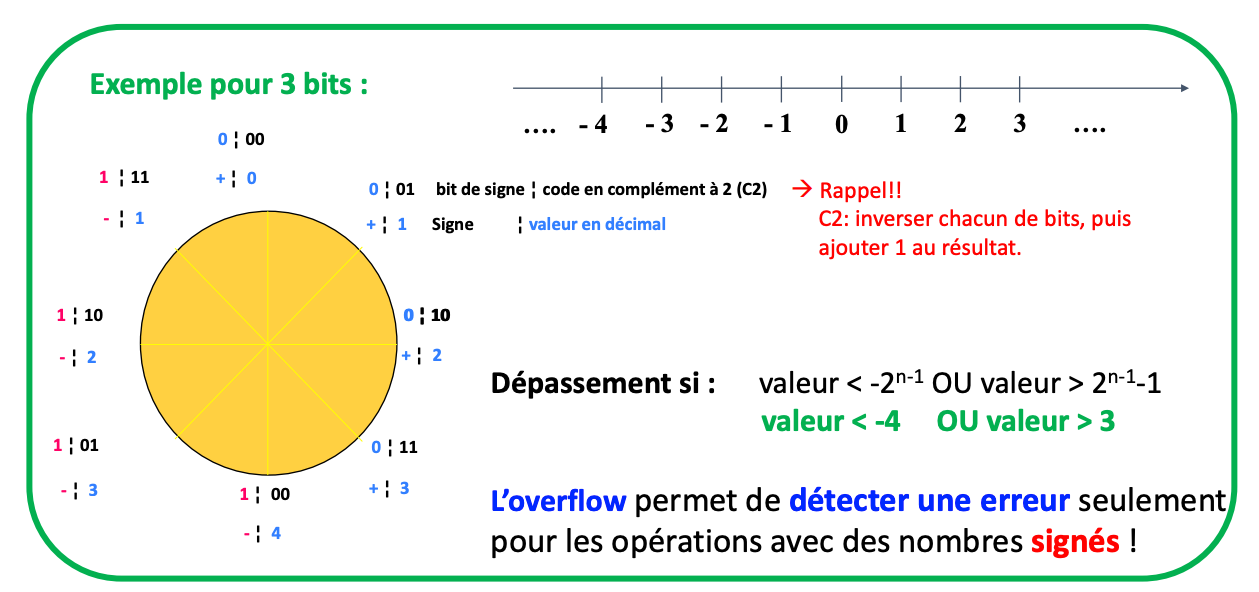 Exemple pour 3 bits :
.... - 4 - 3 - 2 - 1 0 1 2 3 ....
0 ¦ 00
+ ¦ 0
1 ¦ 11
- ¦ 1
0 ¦ 01 bit de signe ¦ code en complément à 2 (C2)
+ ¦ 1 Signe ¦ valeur en décimal
→ Rappel!!
C2: inverser chacun de bits, puis
ajouter 1 au résultat.
1 ¦ 10
- ¦ 2
0 ¦ 10
+ ¦ 2
Dépassement si : valeur < -2ⁿ⁻¹ OU valeur > 2ⁿ⁻¹-1
valeur < -4 OU valeur > 3
1 ¦ 01
- ¦ 3
0 ¦ 11
+ ¦ 3
1 ¦ 00
- ¦ 4
L’overflow permet de détecter une erreur seulement
pour les opérations avec des nombres signés !